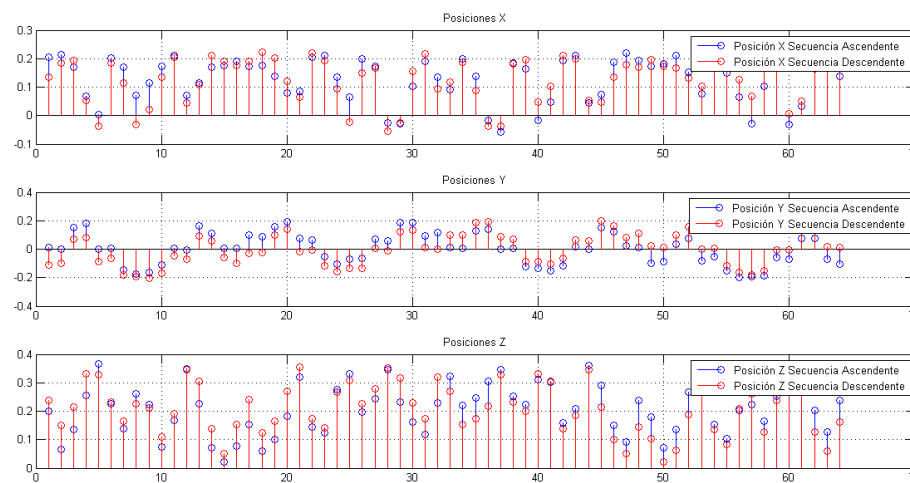 Posiciones X
0.3
0.2
0.1
0
-0.1
0 10 20 30 40 50 60
Posición X Secuencia Ascendente
Posición X Secuencia Descendente
Posiciones Y
0.4
0.2
0
-0.2
-0.4
0 10 20 30 40 50 60
Posición Y Secuencia Ascendente
Posición Y Secuencia Descendente
Posiciones Z
0.4
0.3
0.2
0.1
0
0 10 20 30 40 50 60
Posición Z Secuencia Ascendente
Posición Z Secuencia Descendente